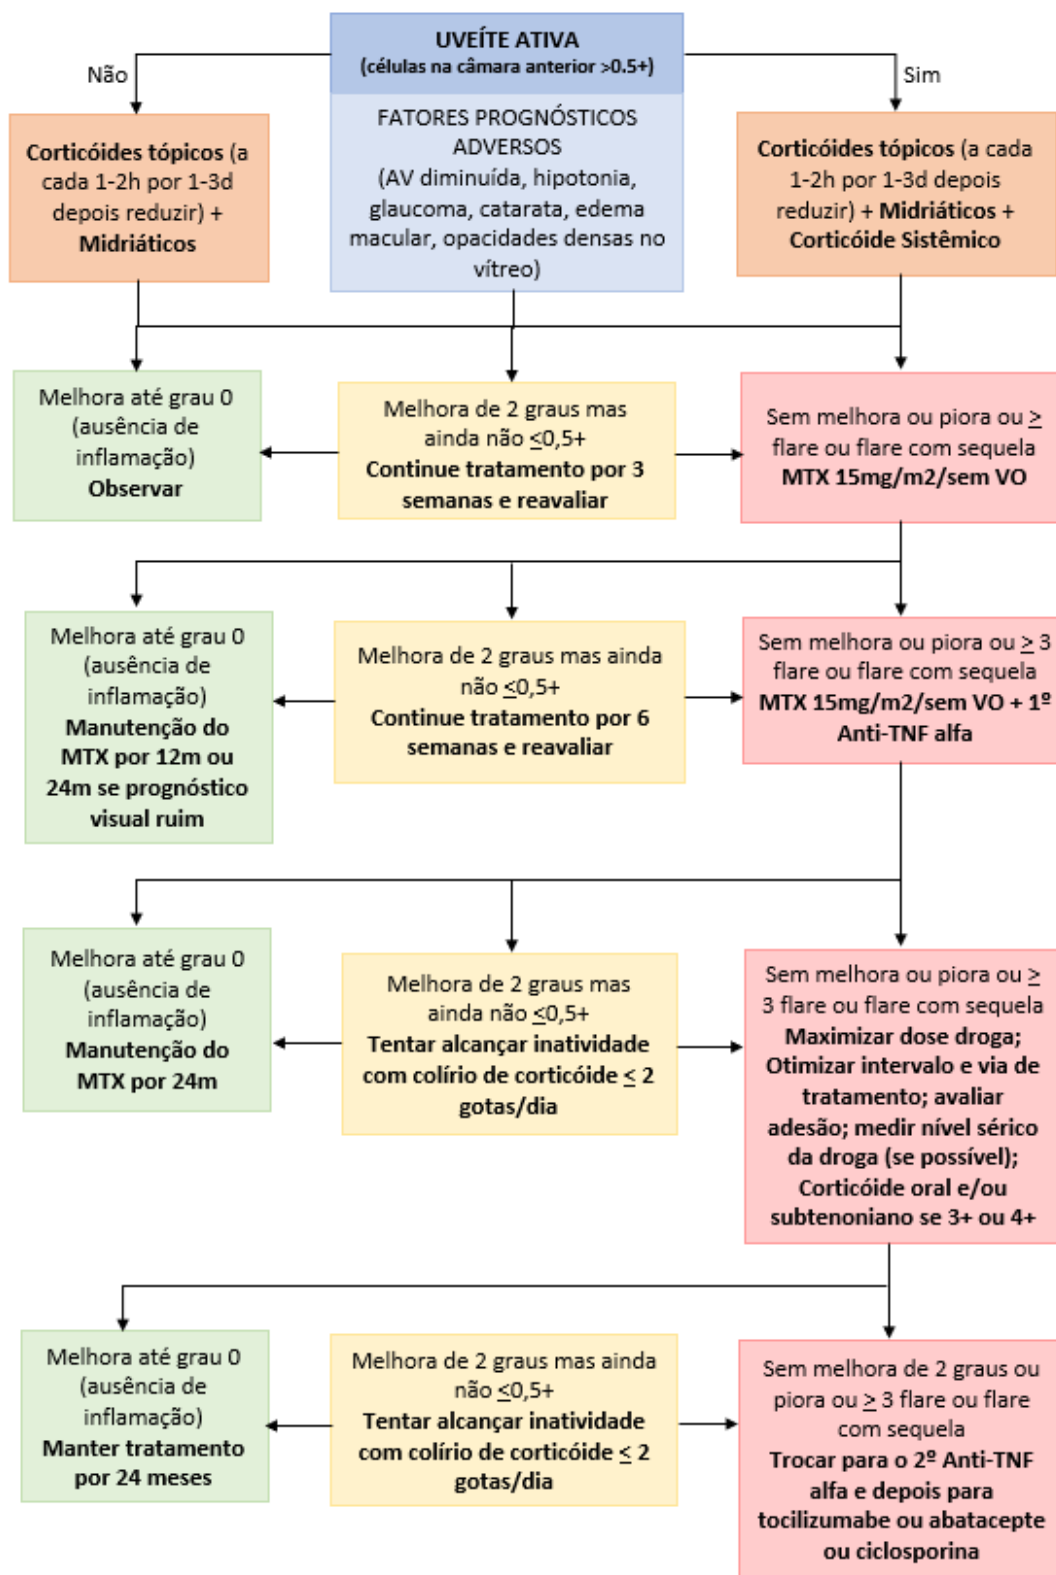 UVEÍTE ATIVA
(células na câmara anterior >0.5+)
Não
Sim
FATORES PROGNÓSTICOS
ADVERSOS
(AV diminuída, hipotonia,
glaucoma, catarata, edema
macular, opacidades densas no
vítreo)
Corticóides tópicos (a
cada 1-2h por 1-3d
depois reduzir) +
Midriáticos
Corticóides tópicos (a cada
1-2h por 1-3d depois
reduzir) + Midriáticos +
Corticóide Sistêmico
Melhora até grau 0
(ausência de
inflamação)
Observar
Melhora de 2 graus mas
ainda não ≤0,5+
Continue tratamento por 3
semanas e reavaliar
Sem melhora ou piora ou ≥
flare ou flare com sequela
MTX 15mg/m2/sem VO
Melhora até grau 0
(ausência de
inflamação)
Manutenção do
MTX por 12m ou
24m se prognóstico
visual ruim
Melhora de 2 graus mas ainda
não ≤0,5+
Continue tratamento por 6
semanas e reavaliar
Sem melhora ou piora ou ≥ 3
flare ou flare com sequela
MTX 15mg/m2/sem VO + 1º
Anti-TNF alfa
Melhora até grau 0
(ausência de
inflamação)
Manutenção do
MTX por 24m
Melhora de 2 graus mas
ainda não ≤0,5+
Tentar alcançar inatividade
com colírio de corticóide ≤ 2
gotas/dia
Sem melhora ou piora ou ≥
3 flare ou flare com sequela
Maximizar dose droga;
Otimizar intervalo e via de
tratamento; avaliar
adesão; medir nível sérico
da droga (se possível);
Corticóide oral e/ou
subtenoniano se 3+ ou 4+
Melhora até grau 0
(ausência de
inflamação)
Manter tratamento
por 24 meses
Melhora de 2 graus mas ainda
não ≤0,5+
Tentar alcançar inatividade
com colírio de corticóide ≤ 2
gotas/dia
Sem melhora de 2 graus ou
piora ou ≥ 3 flare ou flare
com sequela
Trocar para o 2º Anti-TNF
alfa e depois para
tocilizumabe ou abatacepte
ou ciclosporina